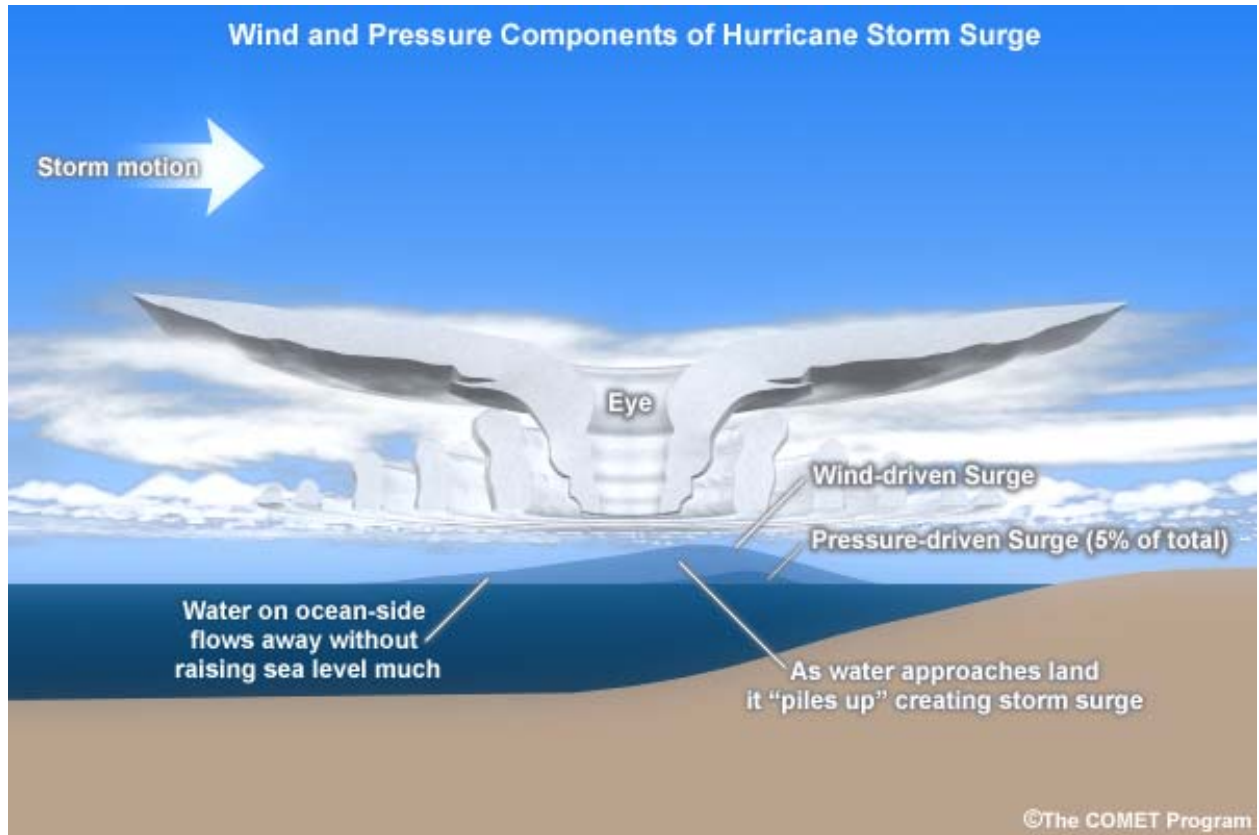 Wind and Pressure Components of Hurricane Storm Surge
Storm motion
Eye
Wind-driven Surge
Pressure-driven Surge (5% of total)
Water on ocean-side
flows away without
raising sea level much
As water approaches land
it “piles up” creating storm surge
©The COMET Program